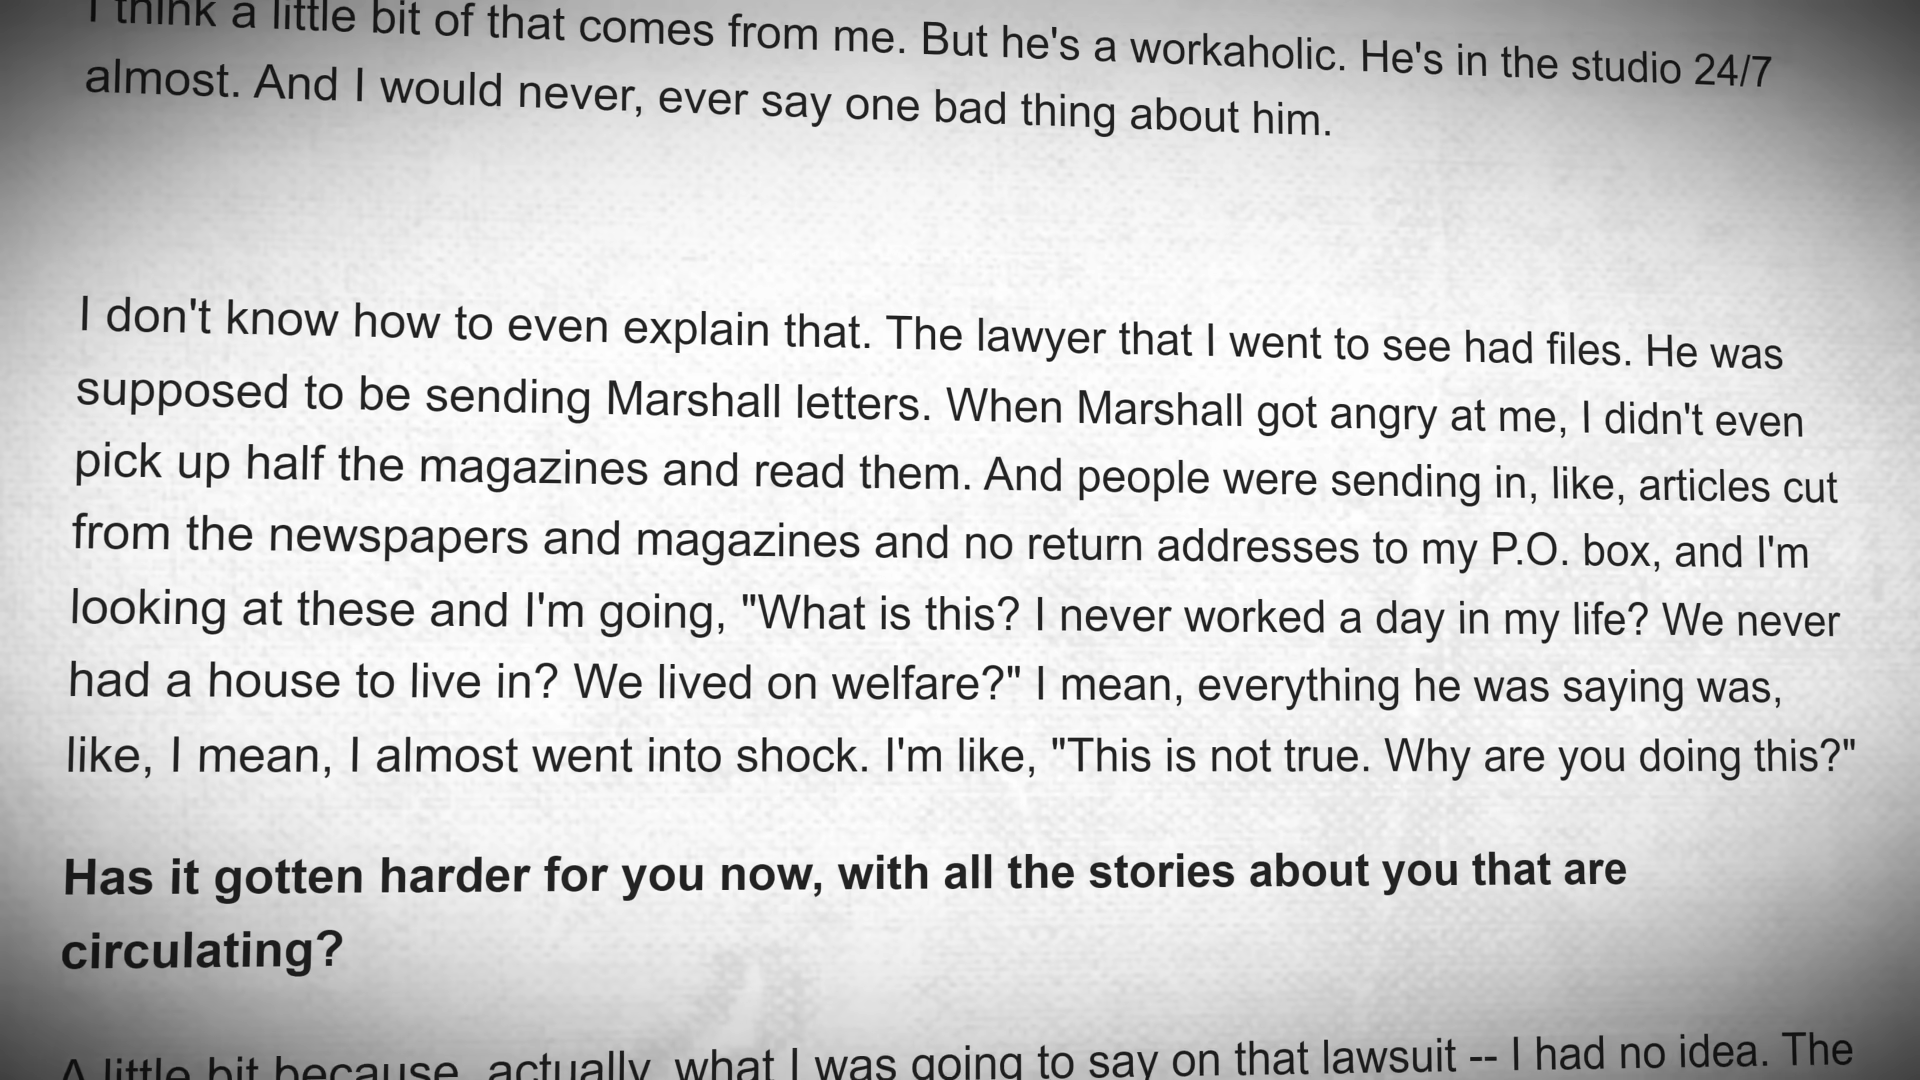 I think a little bit of that comes from me. But he's a workaholic. He's in the studio 24/7
almost. And I would never, ever say one bad thing about him.
I don't know how to even explain that. The lawyer that I went to see had files. He was
supposed to be sending Marshall letters. When Marshall got angry at me, I didn't even
pick up half the magazines and read them. And people were sending in, like, articles cut
from the newspapers and magazines and no return addresses to my P.O. box, and I'm
looking at these and I'm going, "What is this? I never worked a day in my life? We never
had a house to live in? We lived on welfare?" I mean, everything he was saying was,
like, I mean, I almost went into shock. I'm like, "This is not true. Why are you doing this?"
Has it gotten harder for you now, with all the stories about you that are
circulating?
A little bit because, actually, what I was going to say on that lawsuit -- I had no idea. The